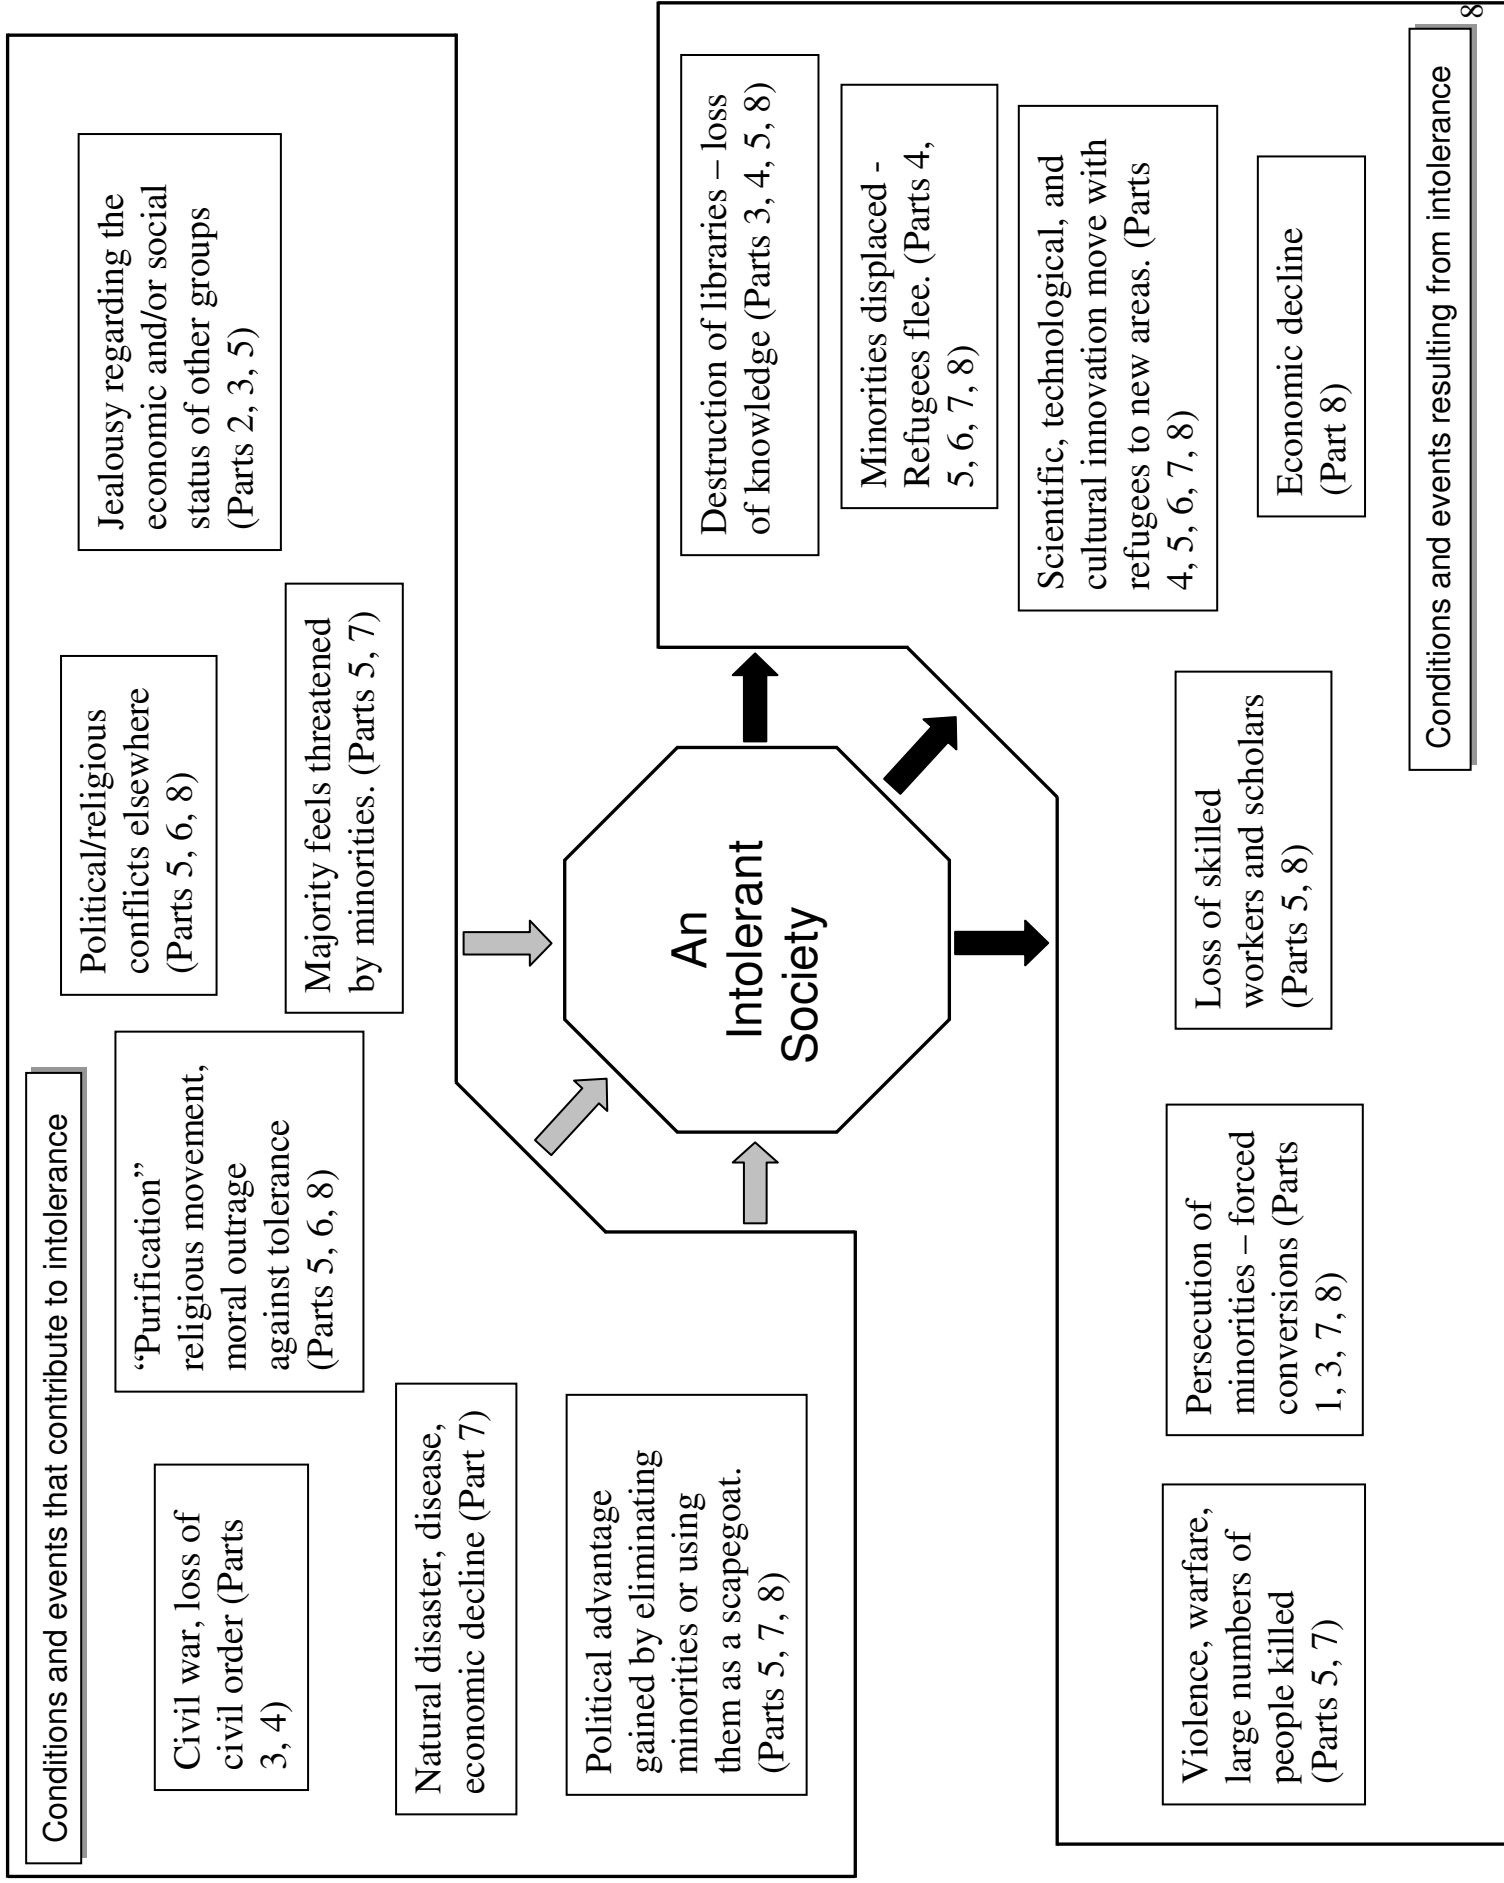 Conditions and events that contribute to intolerance
Civil war, loss of
civil order (Parts
3, 4)
“Purification”
religious movement,
moral outrage
against tolerance
(Parts 5, 6, 8)
Political/religious
conflicts elsewhere
(Parts 5, 6, 8)
Jealousy regarding the
economic and/or social
status of other groups
(Parts 2, 3, 5)
Natural disaster, disease,
economic decline (Part 7)
Majority feels threatened
by minorities. (Parts 5, 7)
Political advantage
gained by eliminating
minorities or using
them as a scapegoat.
(Parts 5, 7, 8)
An
Intolerant
Society
Destruction of libraries – loss
of knowledge (Parts 3, 4, 5, 8)
Minorities displaced -
Refugees flee. (Parts 4,
5, 6, 7, 8)
Scientific, technological, and
cultural innovation move with
refugees to new areas. (Parts
4, 5, 6, 7, 8)
Violence, warfare,
large numbers of
people killed
(Parts 5, 7)
Persecution of
minorities – forced
conversions (Parts
1, 3, 7, 8)
Loss of skilled
workers and scholars
(Parts 5, 8)
Economic decline
(Part 8)
Conditions and events resulting from intolerance
8